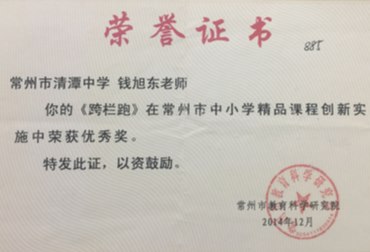 荣誉证书
885
常州市清潭中学 钱旭东老师
你的《跨栏跑》在常州市中小学精品课程创新实
施中荣获优秀奖。
特发此证，以资鼓励。
常州市教育科学研究院
2014年12月